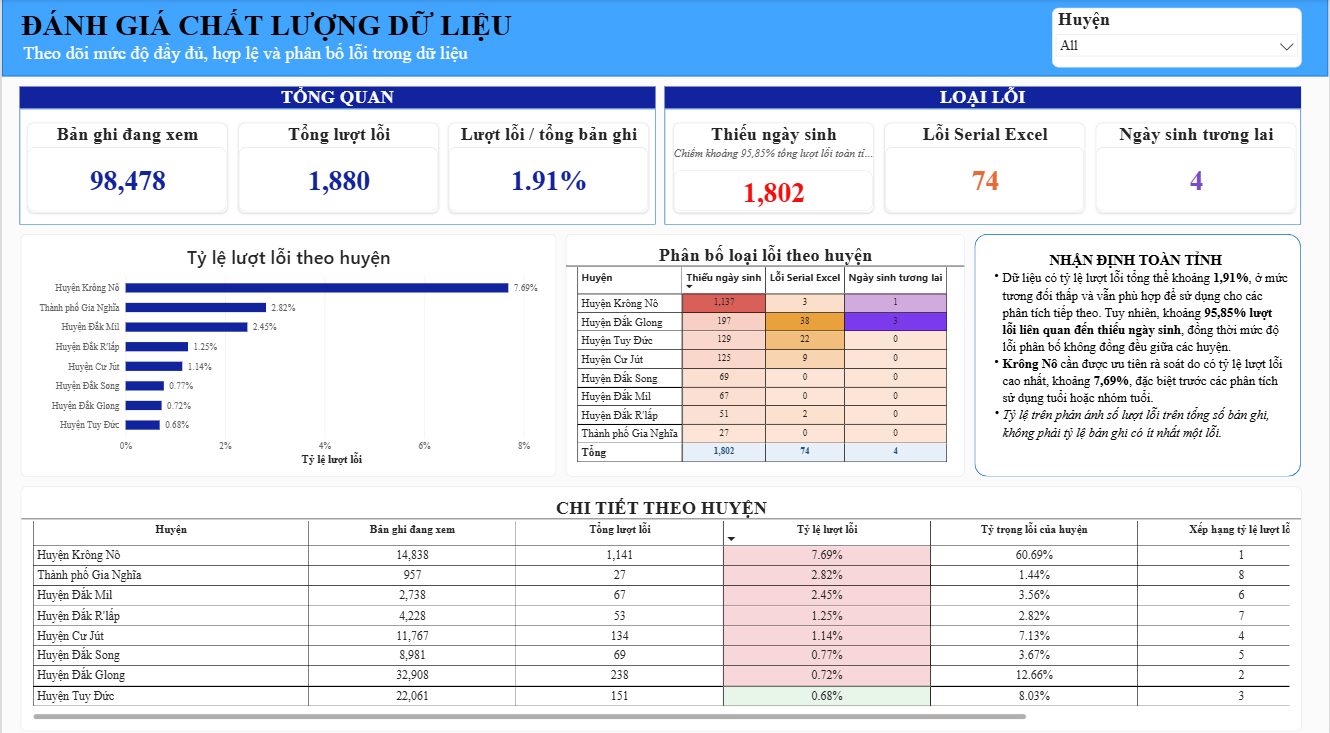 ĐÁNH GIÁ CHẤT LƯỢNG DỮ LIỆU
Theo dõi mức độ đầy đủ, hợp lệ và phân bố lỗi trong dữ liệu
Huyện
All
TỔNG QUAN
Bản ghi đang xem
98,478
Tổng lượt lỗi
1,880
Lượt lỗi / tổng bản ghi
1.91%
LOẠI LỖI
Thiếu ngày sinh
Chiếm khoảng 95,85% tổng lượt lỗi toàn tỉ...
1,802
Lỗi Serial Excel
74
Ngày sinh tương lai
4
Tỷ lệ lượt lỗi theo huyện
Huyện Krông Nô 7.69%
Thành phố Gia Nghĩa 2.82%
Huyện Đắk Mil 2.45%
Huyện Đắk R'lấp 1.25%
Huyện Cư Jút 1.14%
Huyện Đắk Song 0.77%
Huyện Đắk Glong 0.72%
Huyện Tuy Đức 0.68%
0% 2% 4% 6% 8%
Tỷ lệ lượt lỗi
Phân bố loại lỗi theo huyện
Huyện Thiếu ngày sinh Lỗi Serial Excel Ngày sinh tương lai
Huyện Krông Nô 1,137 3 1
Huyện Đắk Glong 197 38 3
Huyện Tuy Đức 129 22 0
Huyện Cư Jút 125 9 0
Huyện Đắk Song 69 0 0
Huyện Đắk Mil 67 0 0
Huyện Đắk R'lấp 51 2 0
Thành phố Gia Nghĩa 27 0 0
Tổng 1,802 74 4
NHẬN ĐỊNH TOÀN TỈNH
• Dữ liệu có tỷ lệ lượt lỗi tổng thể khoảng 1,91%, ở mức
tương đối thấp và vẫn phù hợp để sử dụng cho các
phân tích tiếp theo. Tuy nhiên, khoảng 95,85% lượt
lỗi liên quan đến thiếu ngày sinh, đồng thời mức độ
lỗi phân bố không đồng đều giữa các huyện.
• Krông Nô cần được ưu tiên rà soát do có tỷ lệ lượt lỗi
cao nhất, khoảng 7,69%, đặc biệt trước các phân tích
sử dụng tuổi hoặc nhóm tuổi.
• Tỷ lệ trên phản ánh số lượt lỗi trên tổng số bản ghi,
không phải tỷ lệ bản ghi có ít nhất một lỗi.
CHI TIẾT THEO HUYỆN
Huyện Bản ghi đang xem Tổng lượt lỗi Tỷ lệ lượt lỗi Tỷ trọng lỗi của huyện Xếp hạng tỷ lệ lượt lỗ
Huyện Krông Nô 14,838 1,141 7.69% 60.69% 1
Thành phố Gia Nghĩa 957 27 2.82% 1.44% 8
Huyện Đắk Mil 2,738 67 2.45% 3.56% 6
Huyện Đắk R'lấp 4,228 53 1.25% 2.82% 7
Huyện Cư Jút 11,767 134 1.14% 7.13% 4
Huyện Đắk Song 8,981 69 0.77% 3.67% 5
Huyện Đắk Glong 32,908 238 0.72% 12.66% 2
Huyện Tuy Đức 22,061 151 0.68% 8.03% 3